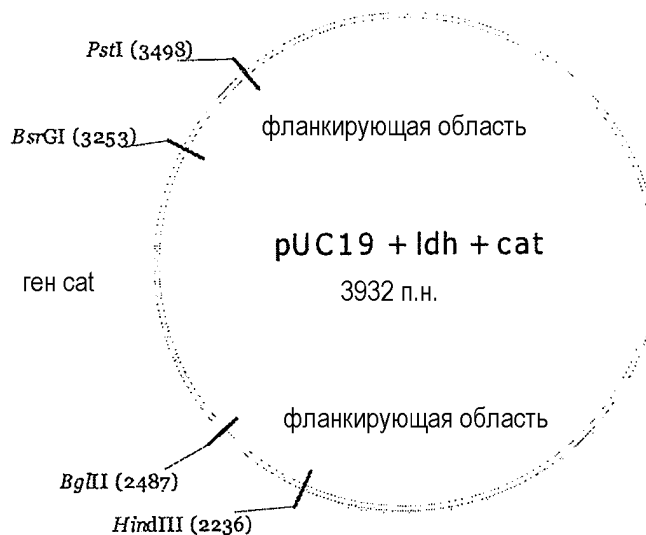 PstI (3498)
фланкирующая область
BsrGI (3253)
pUC19 + ldh + cat
ген cat
3932 п.н.
фланкирующая область
BglII (2487)
HindIII (2236)